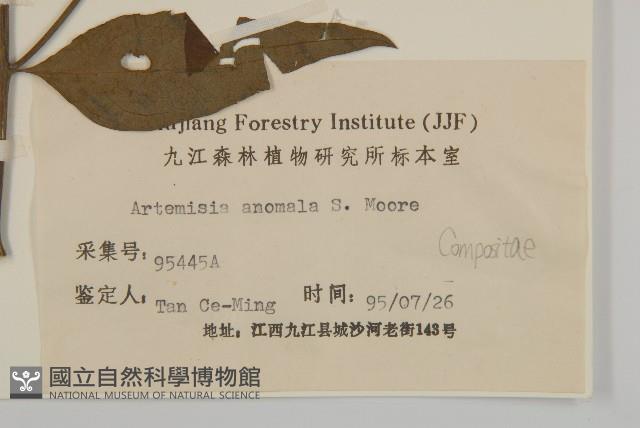 jiang Forestry Institute (JJF)
九江森林植物研究所标本室
Artemisia anomala S. Moore
Compositae
采集号: 95445A
鉴定人: Tan Ce-Ming 时间: 95/07/26
地址: 江西九江县城沙河老街143号
國立自然科學博物館
NATIONAL MUSEUM OF NATURAL SCIENCE